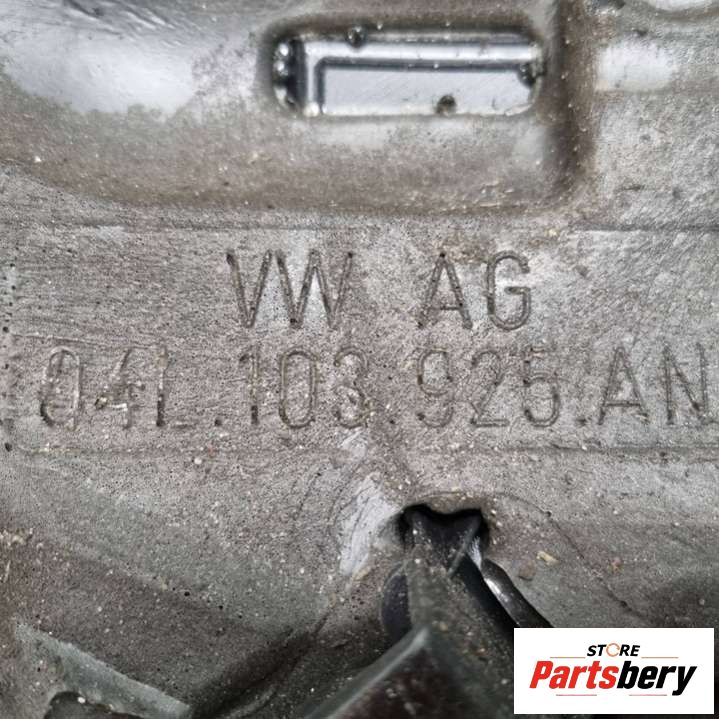 VW AG
04L.103.925.AN
STORE
Partsbery